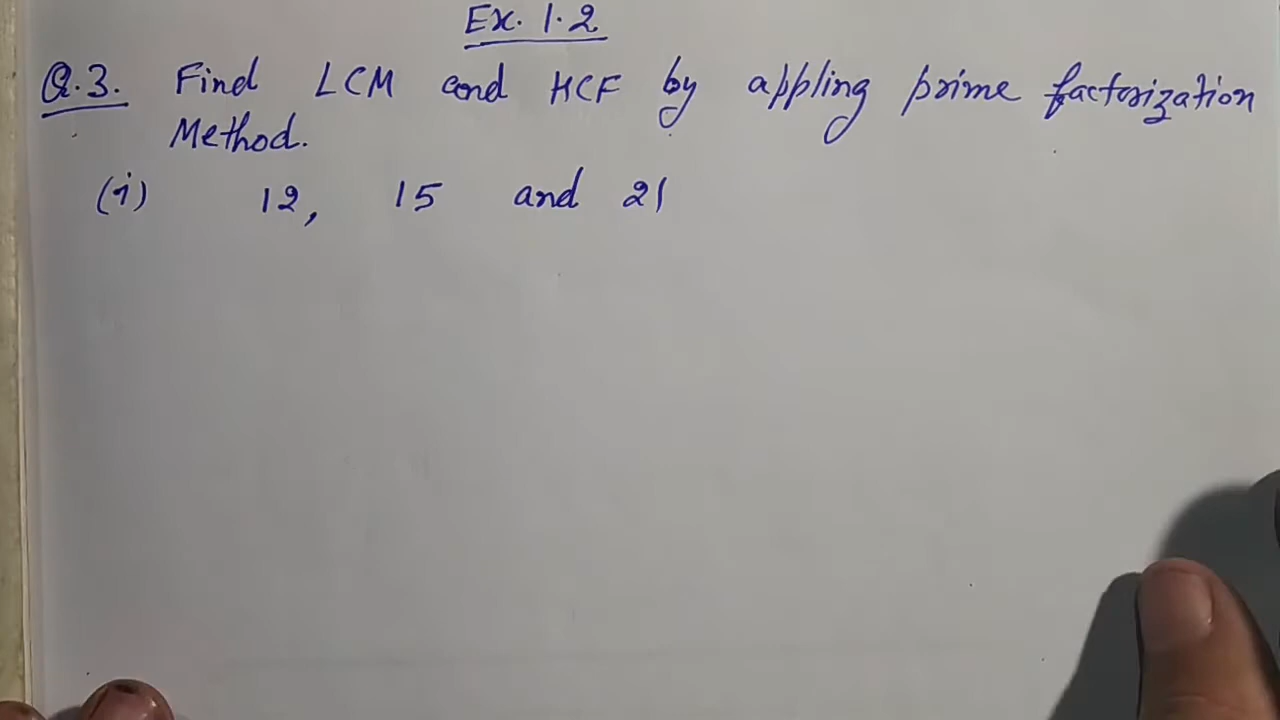 Ex. 1.2
Q.3. Find LCM and HCF by appling prime factorization
Method.
(i) 12, 15 and 21